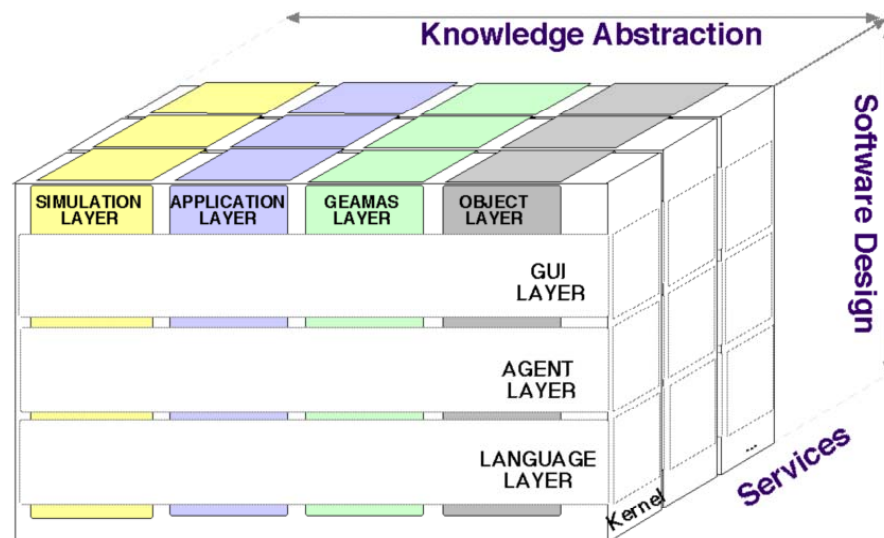 Knowledge Abstraction
Software Design
SIMULATION
LAYER
APPLICATION
LAYER
GEAMAS
LAYER
OBJECT
LAYER
GUI
LAYER
AGENT
LAYER
LANGUAGE
LAYER
Kernel
...
Services